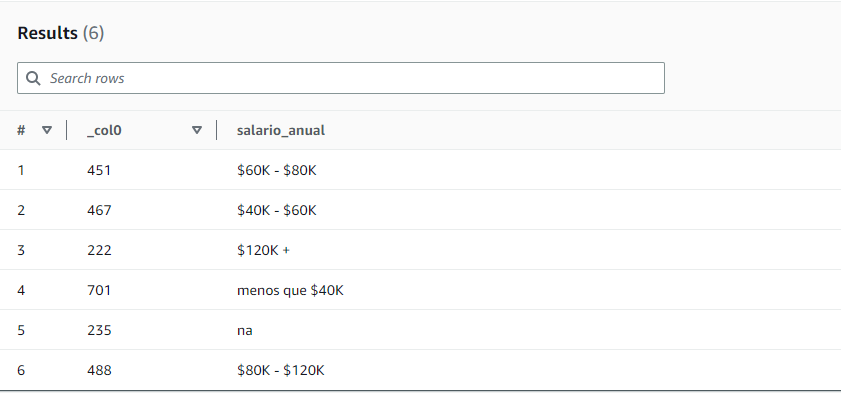 Results (6)
Search rows
# _col0 salario_anual
1 451 $60K - $80K
2 467 $40K - $60K
3 222 $120K +
4 701 menos que $40K
5 235 na
6 488 $80K - $120K